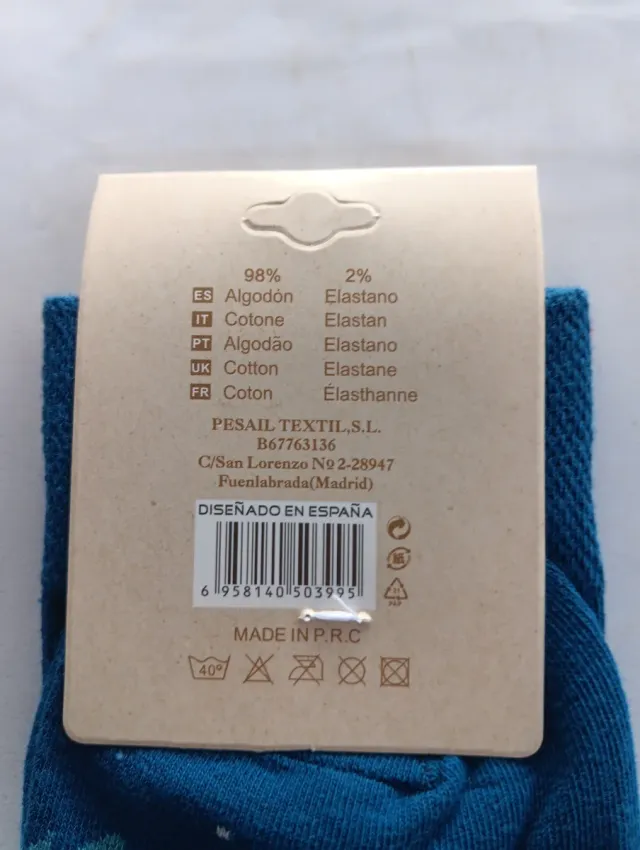 98% 2%
ES Algodón Elastano
IT Cotone Elastan
PT Algodão Elastano
UK Cotton Elastane
FR Coton Élasthanne
PESAIL TEXTIL,S.L.
B67763136
C/San Lorenzo Nº 2-28947
Fuenlabrada(Madrid)
DISEÑADO EN ESPAÑA
6 958140 503995
PAP
MADE IN P.R.C
40°